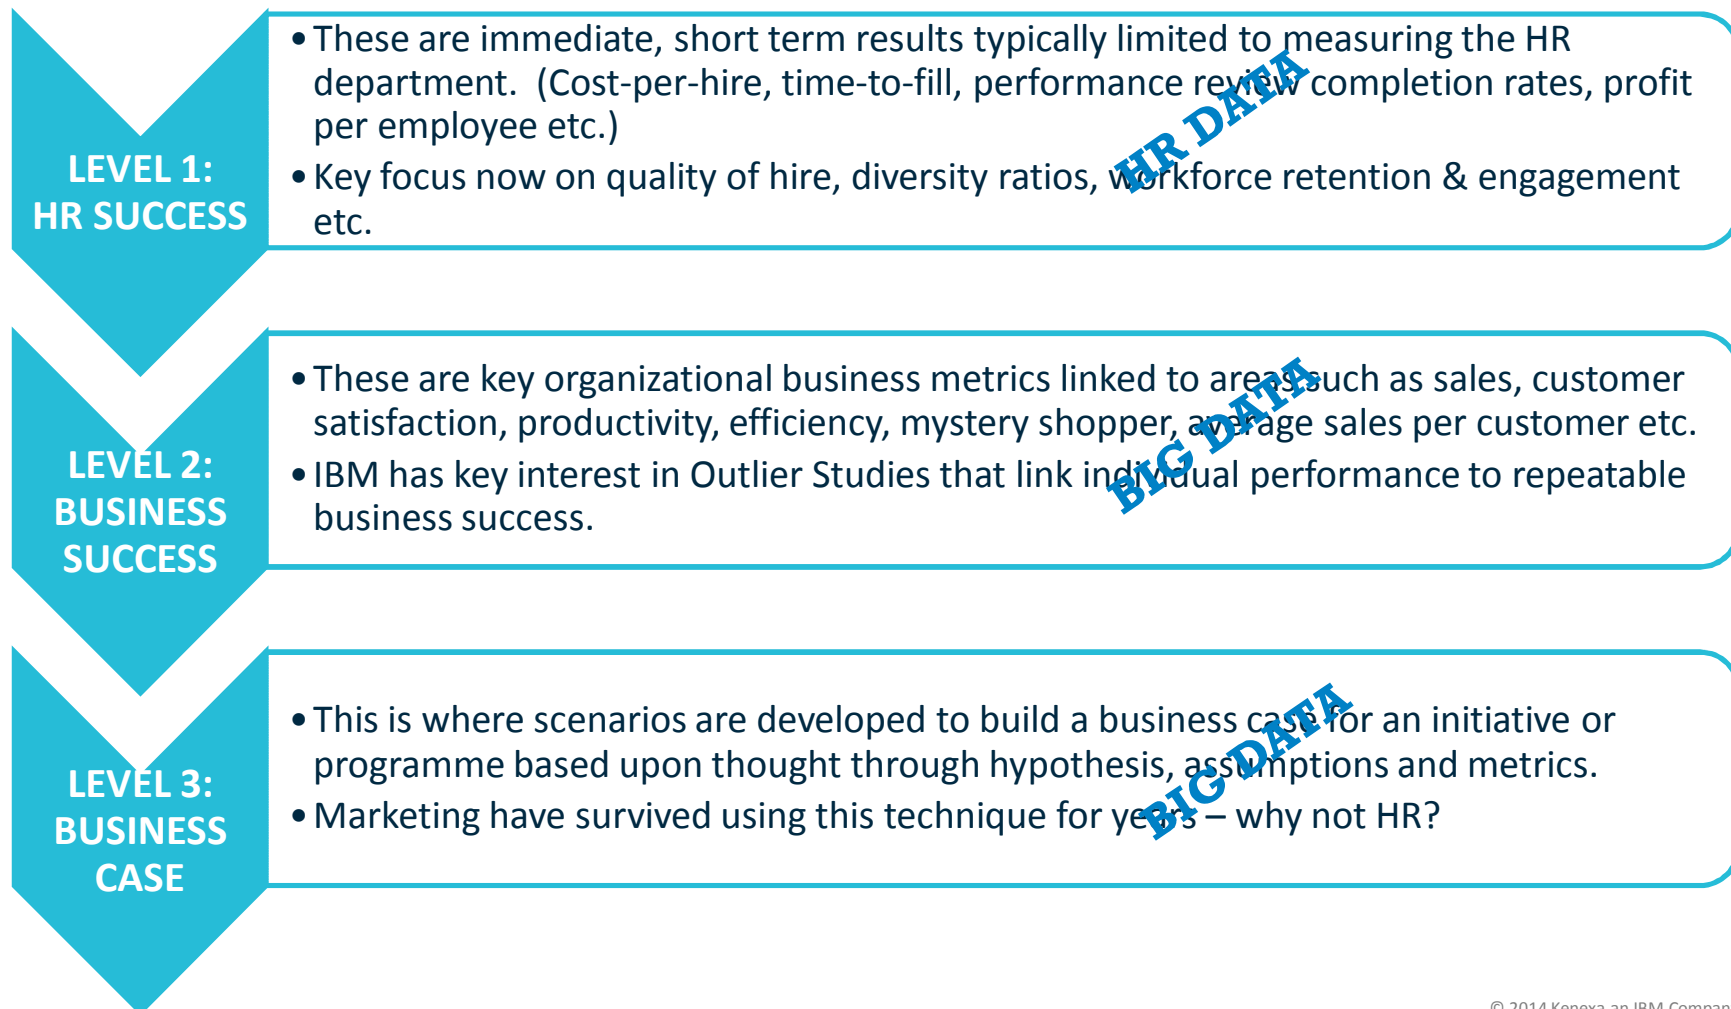 LEVEL 1:
HR SUCCESS
• These are immediate, short term results typically limited to measuring the HR
department.  (Cost-per-hire, time-to-fill, performance review completion rates, profit
per employee etc.)
• Key focus now on quality of hire, diversity ratios, workforce retention & engagement
etc.
HR DATA
LEVEL 2:
BUSINESS
SUCCESS
• These are key organizational business metrics linked to areas such as sales, customer
satisfaction, productivity, efficiency, mystery shopper, average sales per customer etc.
• IBM has key interest in Outlier Studies that link individual performance to repeatable
business success.
BIG DATA
LEVEL 3:
BUSINESS
CASE
• This is where scenarios are developed to build a business case for an initiative or
programme based upon thought through hypothesis, assumptions and metrics.
• Marketing have survived using this technique for years – why not HR?
BIG DATA
© 2014 Kenexa an IBM Compan